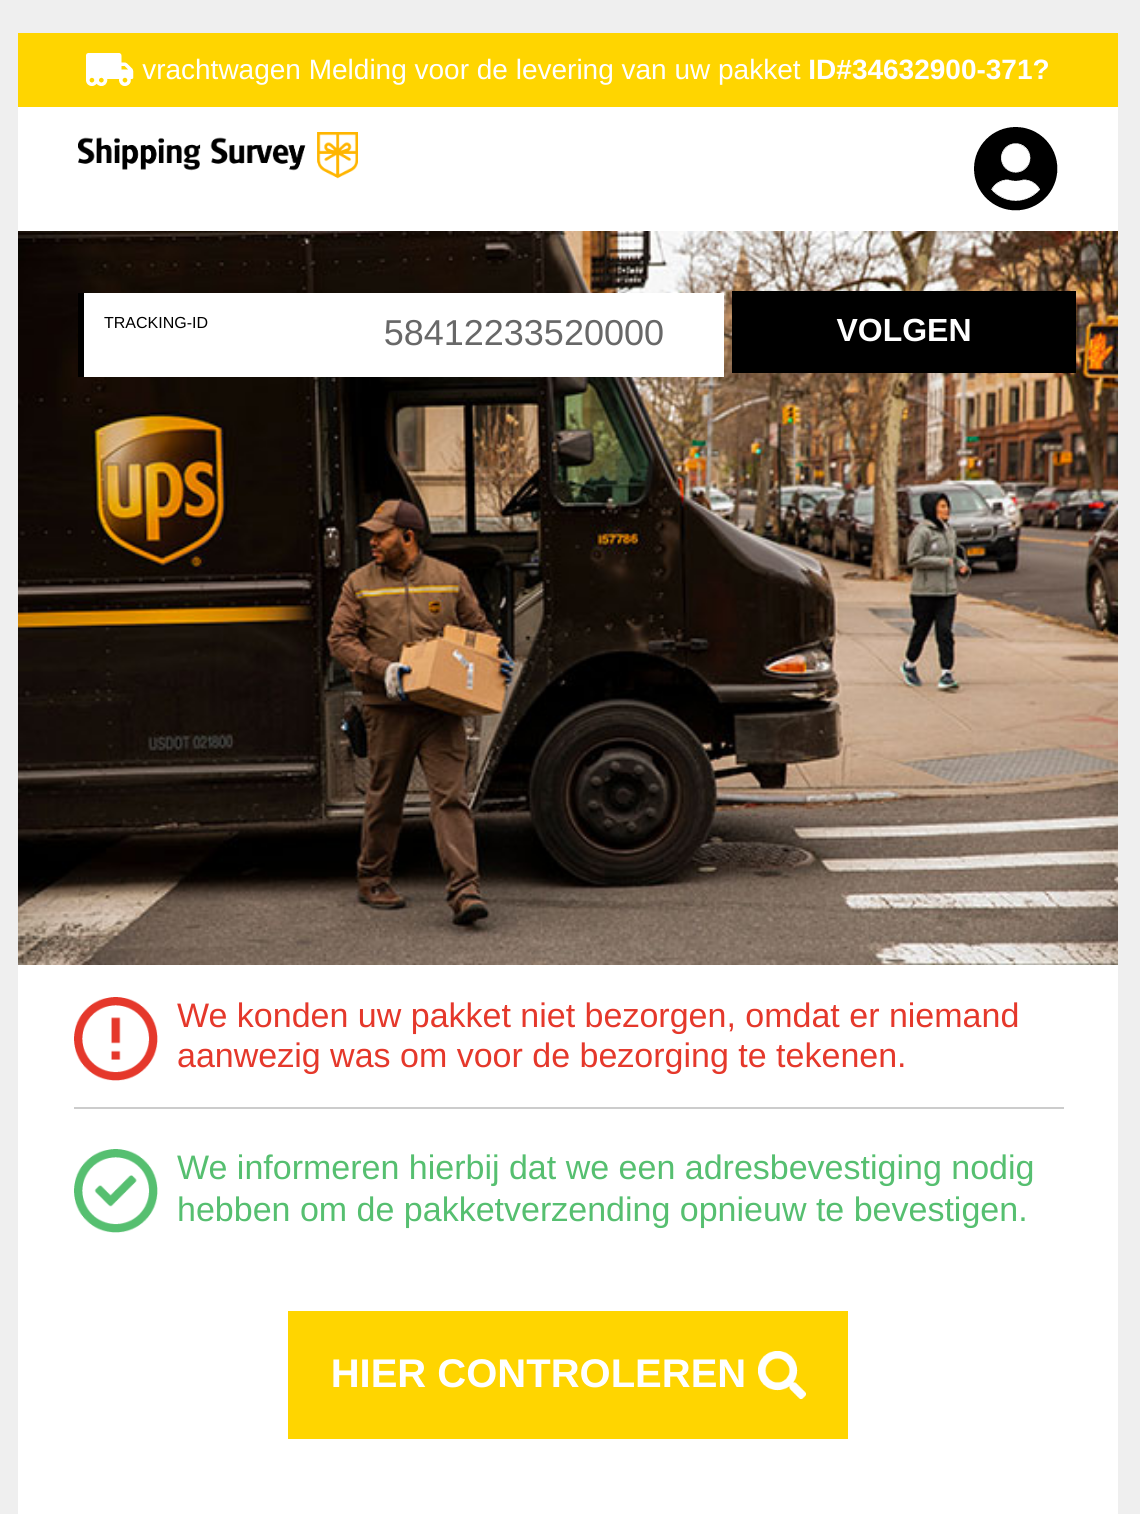 vrachtwagen Melding voor de levering van uw pakket ID#34632900-371?
Shipping Survey
TRACKING-ID
58412233520000
VOLGEN
ups
157786
USDOT 021800
We konden uw pakket niet bezorgen, omdat er niemand
aanwezig was om voor de bezorging te tekenen.
We informeren hierbij dat we een adresbevestiging nodig
hebben om de pakketverzending opnieuw te bevestigen.
HIER CONTROLEREN